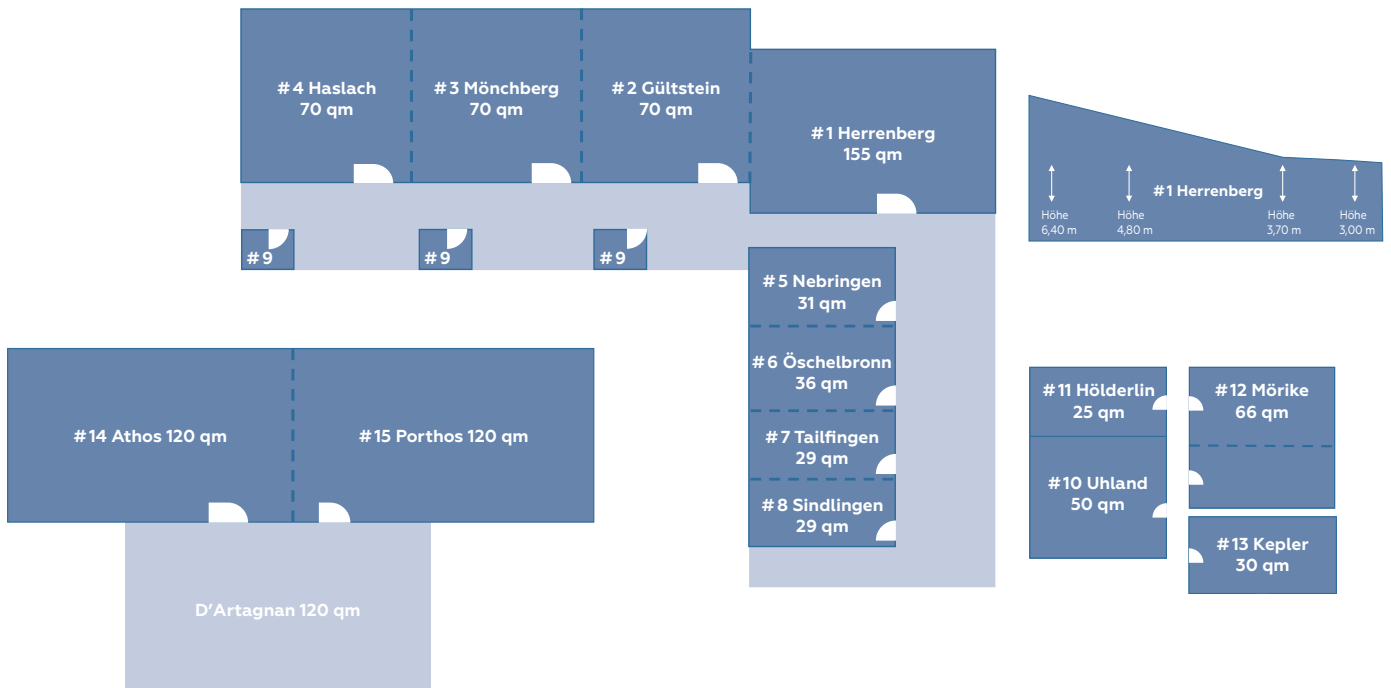 #4 Haslach
70 qm
#3 Mönchberg
70 qm
#2 Gültstein
70 qm
#1 Herrenberg
155 qm
#1 Herrenberg
Höhe
6,40 m
Höhe
4,80 m
Höhe
3,70 m
Höhe
3,00 m
#9
#9
#9
#5 Nebringen
31 qm
#6 Öschelbronn
36 qm
#7 Tailfingen
29 qm
#8 Sindlingen
29 qm
#11 Hölderlin
25 qm
#12 Mörike
66 qm
#10 Uhland
50 qm
#13 Kepler
30 qm
#14 Athos 120 qm
#15 Porthos 120 qm
D'Artagnan 120 qm